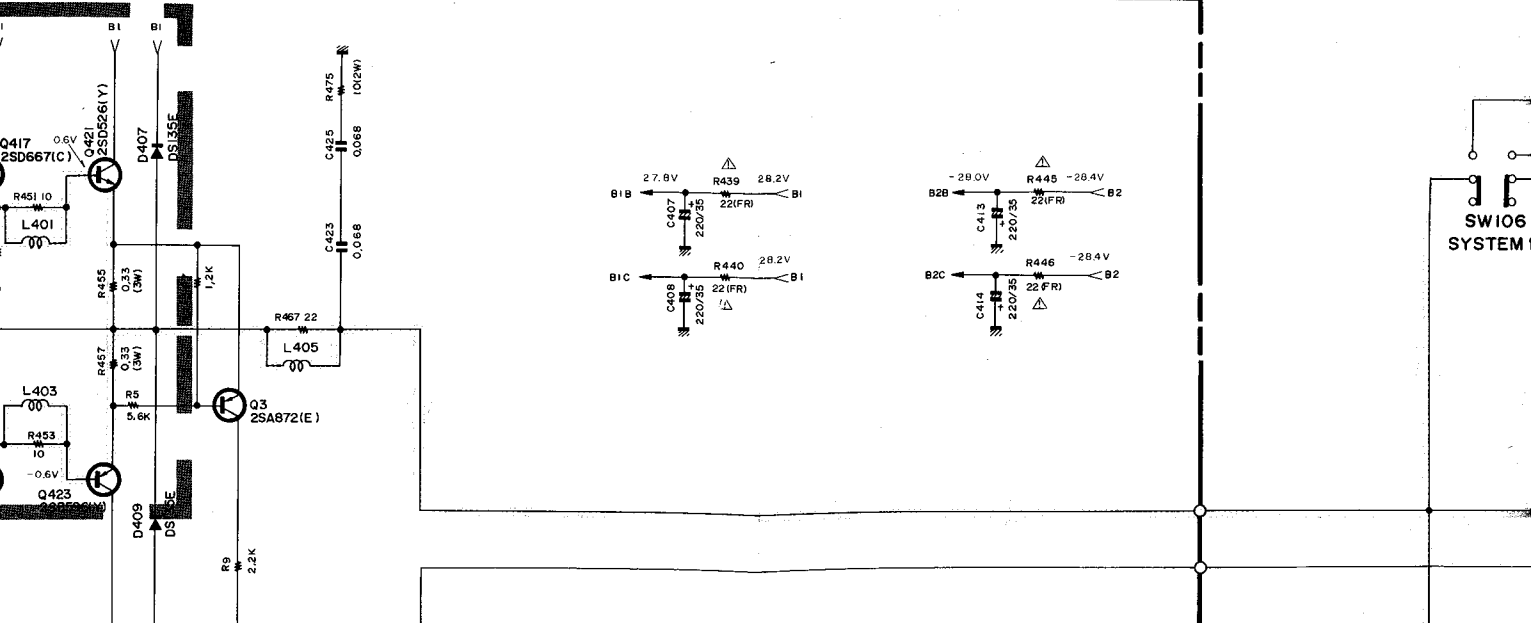 B1
B1
R475
10(2W)
Q421
2SD526(Y)
D407
DS135E
0.6V
Q417
2SD667(C)
C425
0.068
R451 10
L401
C423
0.068
R455
0.33
(3W)
1.2K
R467 22
L405
R457
0.33
(3W)
L403
R5
5.6K
R453
10
-0.6V
Q423
Q3
2SA872(E)
D409
R9
2.2K
27.8V
R439
28.2V
B1B
22(FR)
B1
C407
+
220/35
R440
28.2V
B1C
22(FR)
B1
C408
+
220/35
-28.0V
R445
-28.4V
B2B
22(FR)
B2
C413
+
220/35
R446
-28.4V
B2C
22(FR)
B2
C414
+
220/35
SW106
SYSTEM